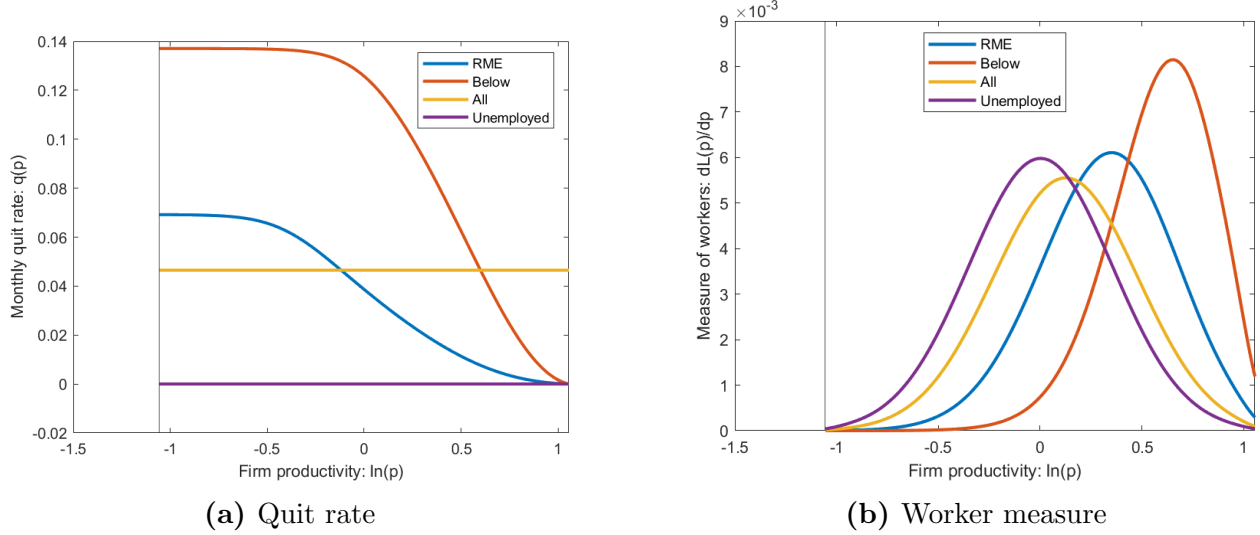 0.14
0.12
0.1
0.08
0.06
0.04
0.02
0
-0.02
Monthly quit rate: q(p)
RME
Below
All
Unemployed
-1.5 -1 -0.5 0 0.5 1
Firm productivity: ln(p)
(a) Quit rate
×10⁻³
9
8
7
6
5
4
3
2
1
0
Measure of workers: dL(p)/dp
RME
Below
All
Unemployed
-1.5 -1 -0.5 0 0.5 1
Firm productivity: ln(p)
(b) Worker measure